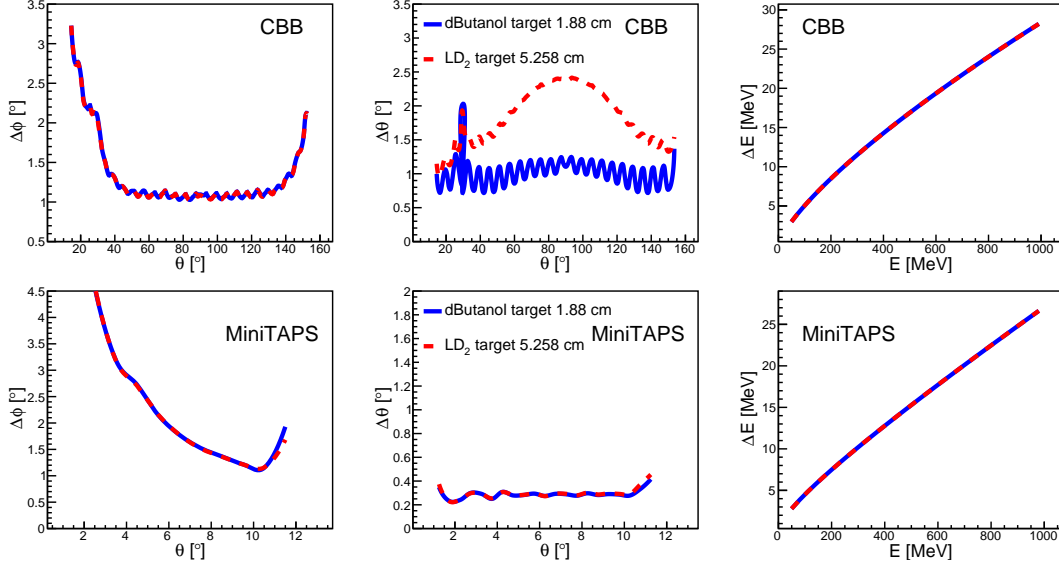 CBB
Δϕ [°]
3.5
3
2.5
2
1.5
1
0.5
20 40 60 80 100 120 140 160
θ [°]
dButanol target 1.88 cm
CBB
LD₂ target 5.258 cm
Δθ [°]
3.5
3
2.5
2
1.5
1
0.5
0
20 40 60 80 100 120 140 160
θ [°]
CBB
ΔE [MeV]
30
25
20
15
10
5
0 200 400 600 800 1000
E [MeV]
MiniTAPS
Δϕ [°]
4.5
4
3.5
3
2.5
2
1.5
1
0.5
0
2 4 6 8 10 12
θ [°]
dButanol target 1.88 cm
MiniTAPS
LD₂ target 5.258 cm
Δθ [°]
2
1.8
1.6
1.4
1.2
1
0.8
0.6
0.4
0.2
0
2 4 6 8 10 12
θ [°]
MiniTAPS
ΔE [MeV]
25
20
15
10
5
0 200 400 600 800 1000
E [MeV]